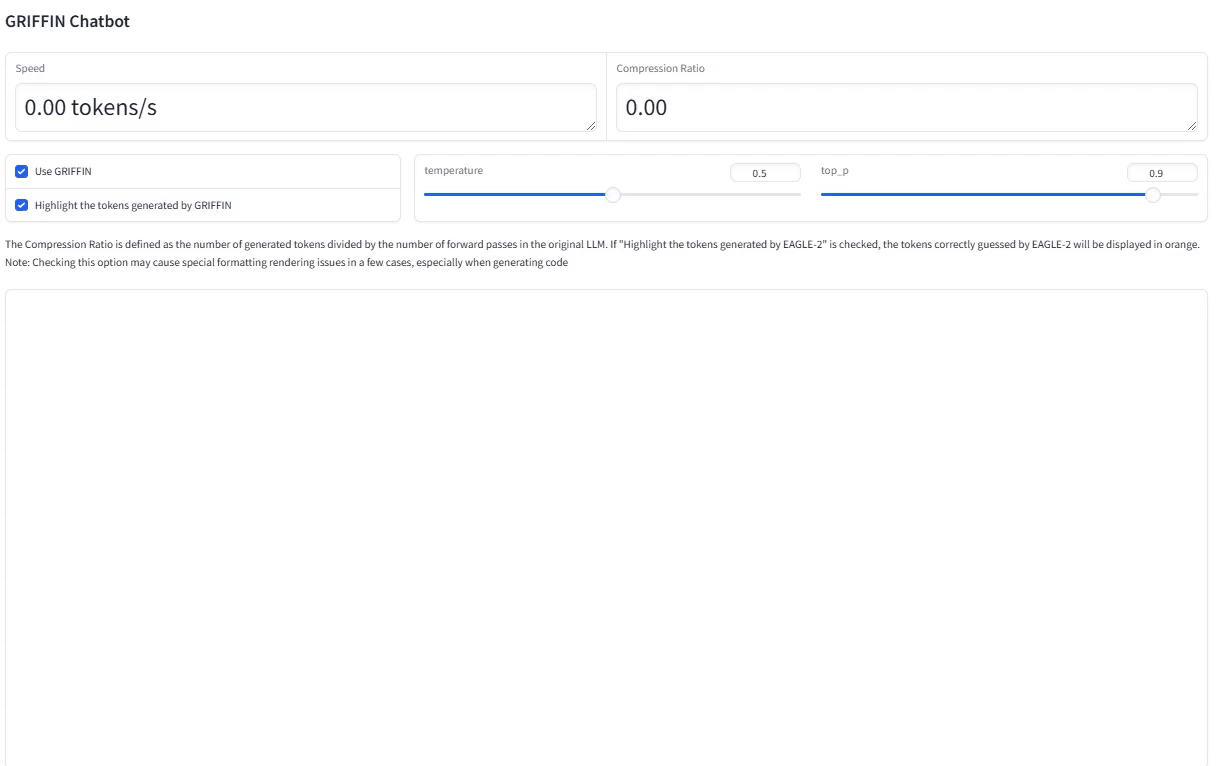 GRIFFIN Chatbot
Speed
Compression Ratio
0.00 tokens/s
0.00
Use GRIFFIN
temperature
0.5
top_p
0.9
Highlight the tokens generated by GRIFFIN
The Compression Ratio is defined as the number of generated tokens divided by the number of forward passes in the original LLM. If "Highlight the tokens generated by EAGLE-2" is checked, the tokens correctly guessed by EAGLE-2 will be displayed in orange.
Note: Checking this option may cause special formatting rendering issues in a few cases, especially when generating code